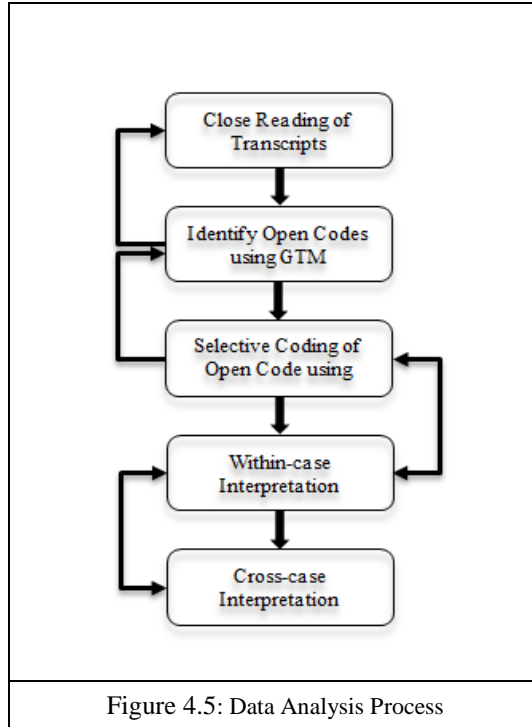 Close Reading of
Transcripts
Identify Open Codes
using GTM
Selective Coding of
Open Code using
Within-case
Interpretation
Cross-case
Interpretation
Figure 4.5: Data Analysis Process